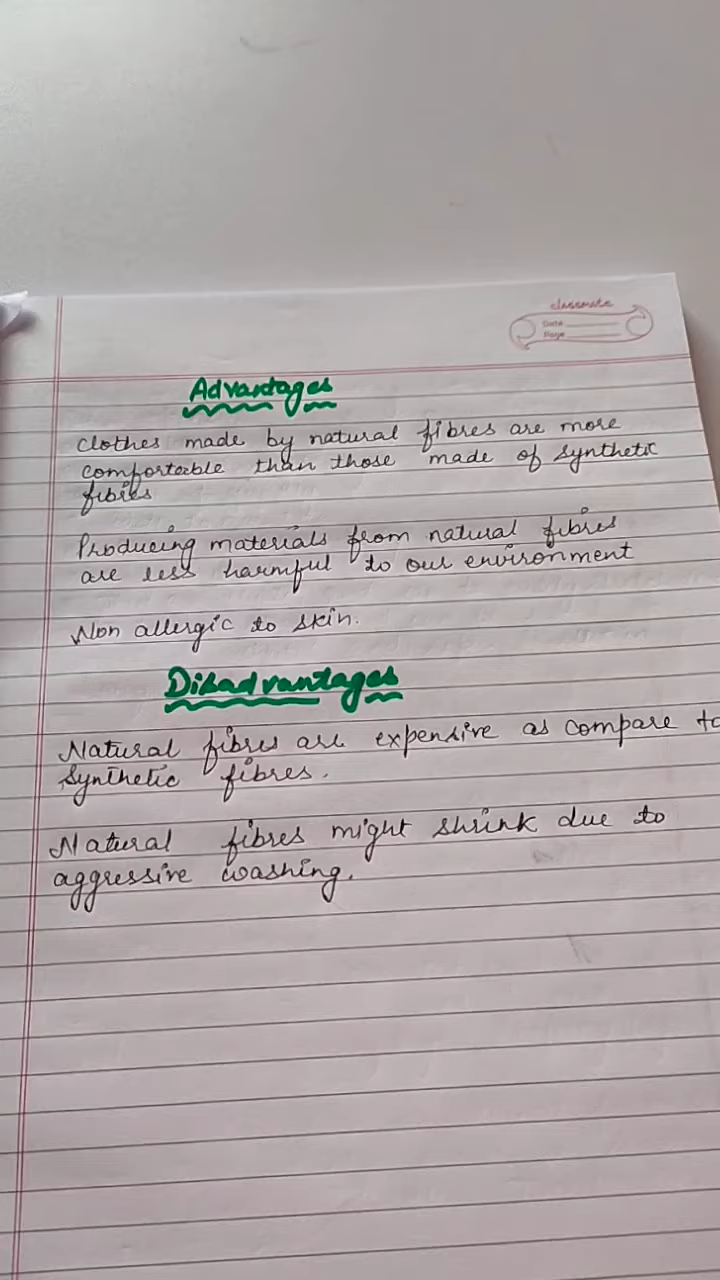 classmate
Date
Page
Advantages
Clothes made by natural fibres are more
comfortable than those made of synthetic
fibres
Producing materials from natural fibres
are less harmful to our environment
Non allergic to skin.
Disadvantages
Natural fibres are expensive as compare to
Synthetic fibres.
Natural fibres might shrink due to
aggressive washing.